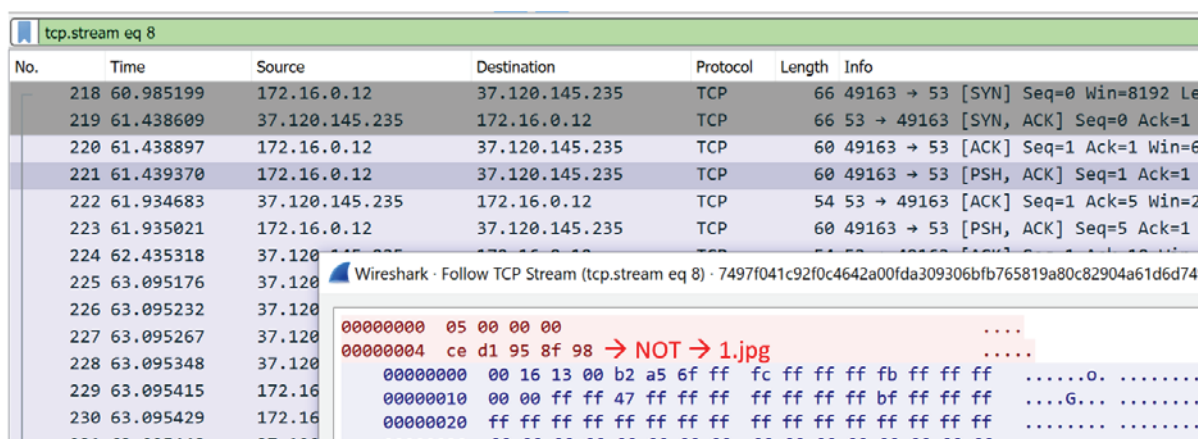 tcp.stream eq 8
No. Time Source Destination Protocol Length Info
218 60.985199 172.16.0.12 37.120.145.235 TCP 66 49163 → 53 [SYN] Seq=0 Win=8192 Le
219 61.438609 37.120.145.235 172.16.0.12 TCP 66 53 → 49163 [SYN, ACK] Seq=0 Ack=1
220 61.438897 172.16.0.12 37.120.145.235 TCP 60 49163 → 53 [ACK] Seq=1 Ack=1 Win=6
221 61.439370 172.16.0.12 37.120.145.235 TCP 60 49163 → 53 [PSH, ACK] Seq=1 Ack=1
222 61.934683 37.120.145.235 172.16.0.12 TCP 54 53 → 49163 [ACK] Seq=1 Ack=5 Win=2
223 61.935021 172.16.0.12 37.120.145.235 TCP 60 49163 → 53 [PSH, ACK] Seq=5 Ack=1
224 62.435318 37.120
225 63.095176 37.120
226 63.095232 37.120
227 63.095267 37.120
228 63.095348 37.120
229 63.095415 172.16
230 63.095429 172.16
Wireshark · Follow TCP Stream (tcp.stream eq 8) · 7497f041c92f0c4642a00fda309306bfb765819a80c82904a61d6d74
00000000 05 00 00 00 ....
00000004 ce d1 95 8f 98 → NOT → 1.jpg .....
00000000 00 16 13 00 b2 a5 6f ff fc ff ff ff fb ff ff ff ......o. ........
00000010 00 00 ff ff 47 ff ff ff ff ff ff ff bf ff ff ff ....G... ........
00000020 ff ff ff ff ff ff ff ff ff ff ff ff ff ff ff ff ........ ........